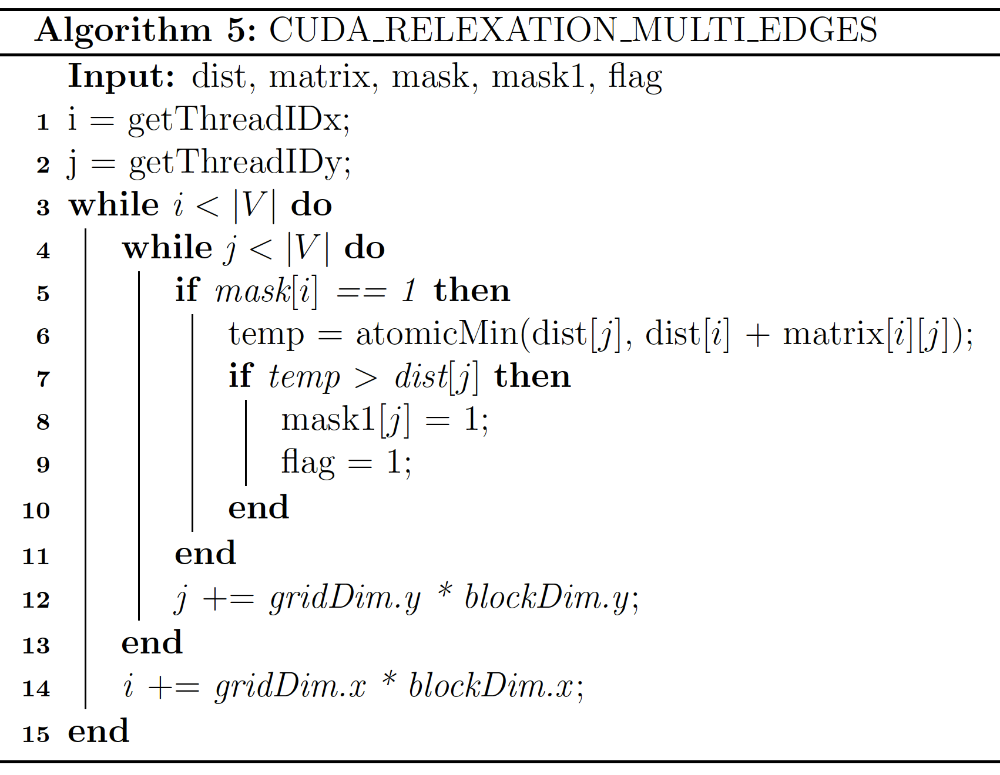 Algorithm 5: CUDA_RELEXATION_MULTI_EDGES
Input: dist, matrix, mask, mask1, flag
1 i = getThreadIDx;
2 j = getThreadIDy;
3 while i < |V| do
4 while j < |V| do
5 if mask[i] == 1 then
6 temp = atomicMin(dist[j], dist[i] + matrix[i][j]);
7 if temp > dist[j] then
8 mask1[j] = 1;
9 flag = 1;
10 end
11 end
12 j += gridDim.y * blockDim.y;
13 end
14 i += gridDim.x * blockDim.x;
15 end